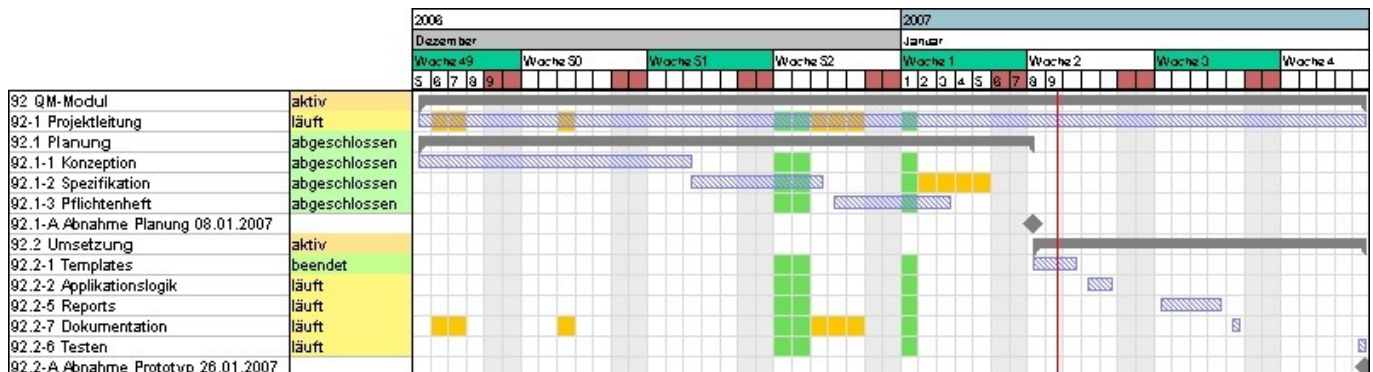 2006 2007
Dezember Januar
Woche 49 Woche 50 Woche 51 Woche 52 Woche 1 Woche 2 Woche 3 Woche 4
5 6 7 8 9 1 2 3 4 5 6 7 8 9
92 QM-Modul aktiv
92-1 Projektleitung läuft
92.1 Planung abgeschlossen
92.1-1 Konzeption abgeschlossen
92.1-2 Spezifikation abgeschlossen
92.1-3 Pflichtenheft abgeschlossen
92.1-A Abnahme Planung 08.01.2007
92.2 Umsetzung aktiv
92.2-1 Templates beendet
92.2-2 Applikationslogik läuft
92.2-5 Reports läuft
92.2-7 Dokumentation läuft
92.2-6 Testen läuft
92.2-A Abnahme Prototyp 26.01.2007